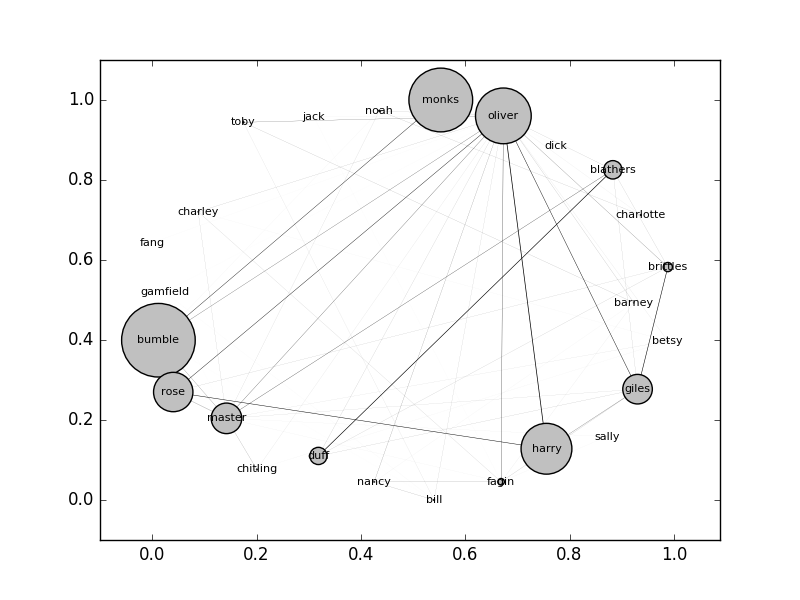 1.0
monks
oliver
noah
jack
toby
dick
0.8
blathers
charley
charlotte
0.6
fang
brittles
gamfield
barney
0.4
bumble
betsy
rose
giles
0.2
master
sally
harry
duff
chitling
nancy
fagin
0.0
bill
0.0 0.2 0.4 0.6 0.8 1.0